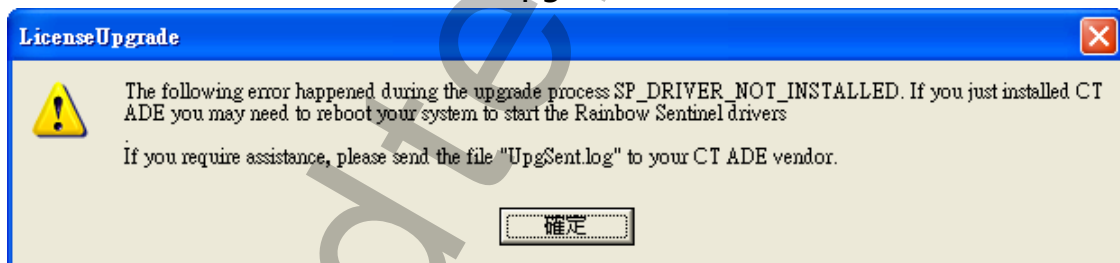 LicenseUpgrade
The following error happened during the upgrade process SP_DRIVER_NOT_INSTALLED. If you just installed CT
ADE you may need to reboot your system to start the Rainbow Sentinel drivers
.
If you require assistance, please send the file "UpgSent.log" to your CT ADE vendor.
確定